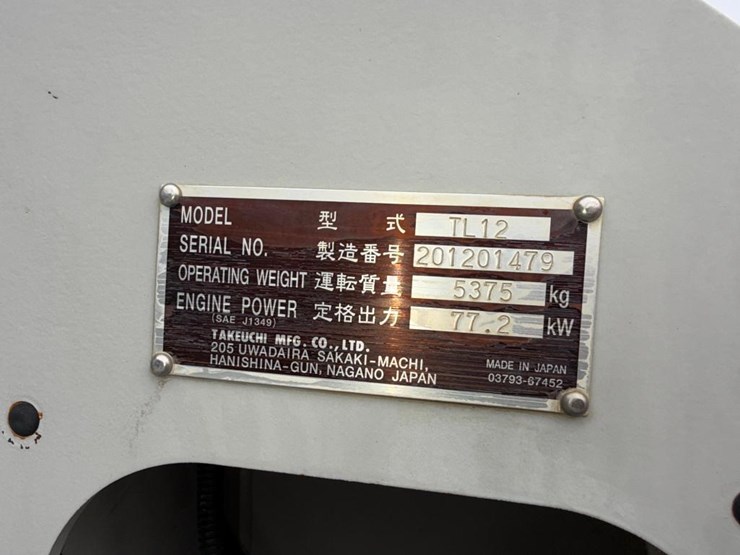 MODEL 型式 TL12
SERIAL NO. 製造番号 201201479
OPERATING WEIGHT 運転質量 5375 kg
ENGINE POWER 定格出力 77.2 kW
(SAE J1349)
TAKEUCHI MFG. CO., LTD.
205 UWADAIRA SAKAKI-MACHI,
HANISHINA-GUN, NAGANO JAPAN
MADE IN JAPAN
03793-67452